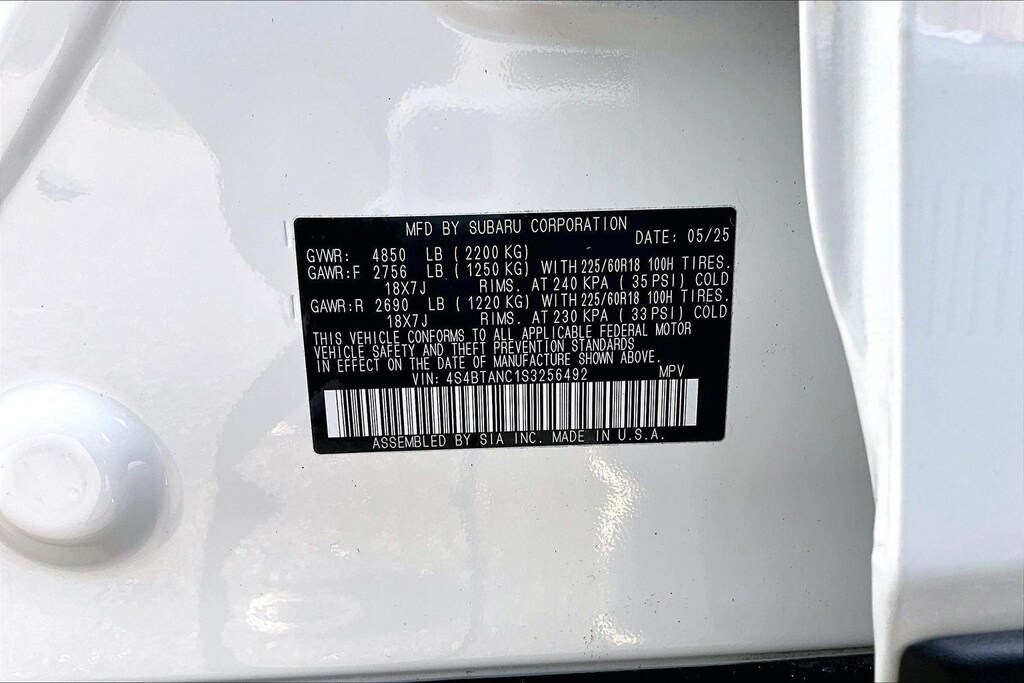 MFD BY SUBARU CORPORATION
DATE: 05/25
GVWR: 4850 LB (2200 KG)
GAWR:F 2756 LB (1250 KG) WITH 225/60R18 100H TIRES.
18X7J RIMS. AT 240 KPA (35 PSI) COLD
GAWR:R 2690 LB (1220 KG) WITH 225/60R18 100H TIRES.
18X7J RIMS. AT 230 KPA (33 PSI) COLD
THIS VEHICLE CONFORMS TO ALL APPLICABLE FEDERAL MOTOR
VEHICLE SAFETY AND THEFT PREVENTION STANDARDS
IN EFFECT ON THE DATE OF MANUFACTURE SHOWN ABOVE.
VIN: 4S4BTANC1S3256492 MPV
ASSEMBLED BY SIA INC. MADE IN U.S.A.